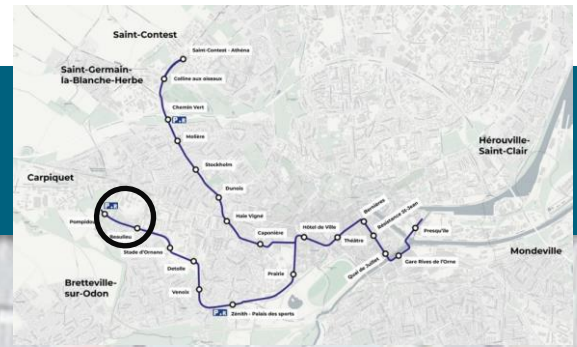 Saint-Contest
Saint-Contest - Athéna
Saint-Germain-
la-Blanche-Herbe
Colline aux oiseaux
Chemin Vert
Molière
Hérouville-
Saint-Clair
Stockholm
Carpiquet
Dunois
Bernières
Résistance St-Jean
Pompidou
Haie Vigné
Presqu'île
Beaulieu
Caponière
Hôtel de Ville
Théâtre
Stade d'Ornano
Quai de Juillet
Gare Rives de l'Orne
Mondeville
Detolle
Prairie
Bretteville-
sur-Odon
Venoix
Zénith - Palais des sports